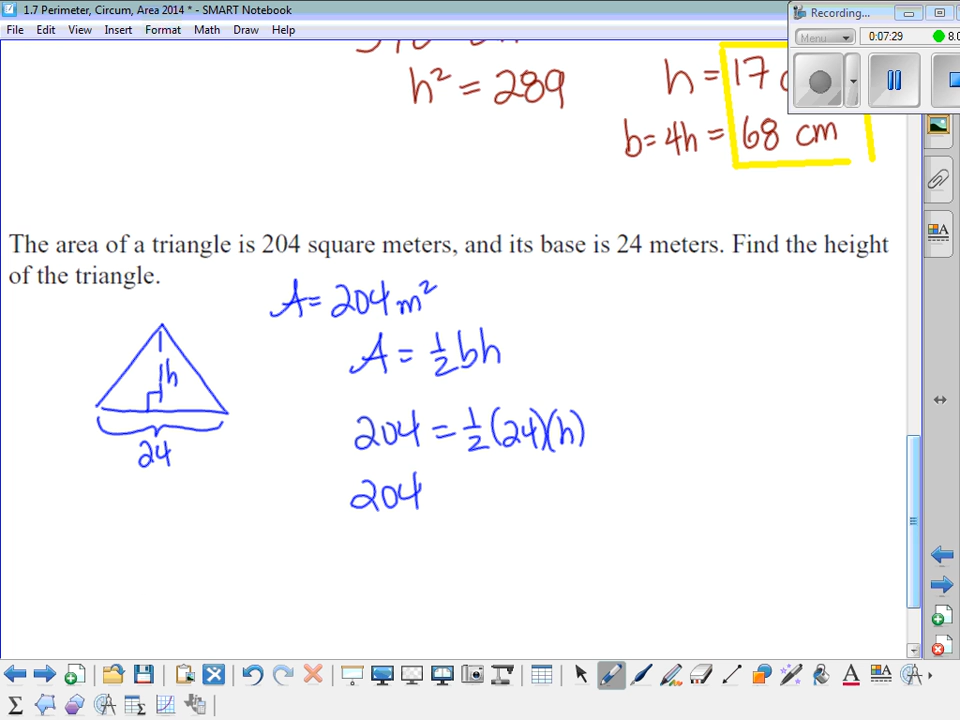 1.7 Perimeter, Circum, Area 2014 * - SMART Notebook
File Edit View Insert Format Math Draw Help
Recording...
Menu
0:07:29
8.0
h² = 289
h = 17 c
b = 4h = 68 cm
The area of a triangle is 204 square meters, and its base is 24 meters. Find the height
of the triangle.
A = 204 m²
A = ½bh
h
24
204 = ½(24)(h)
204